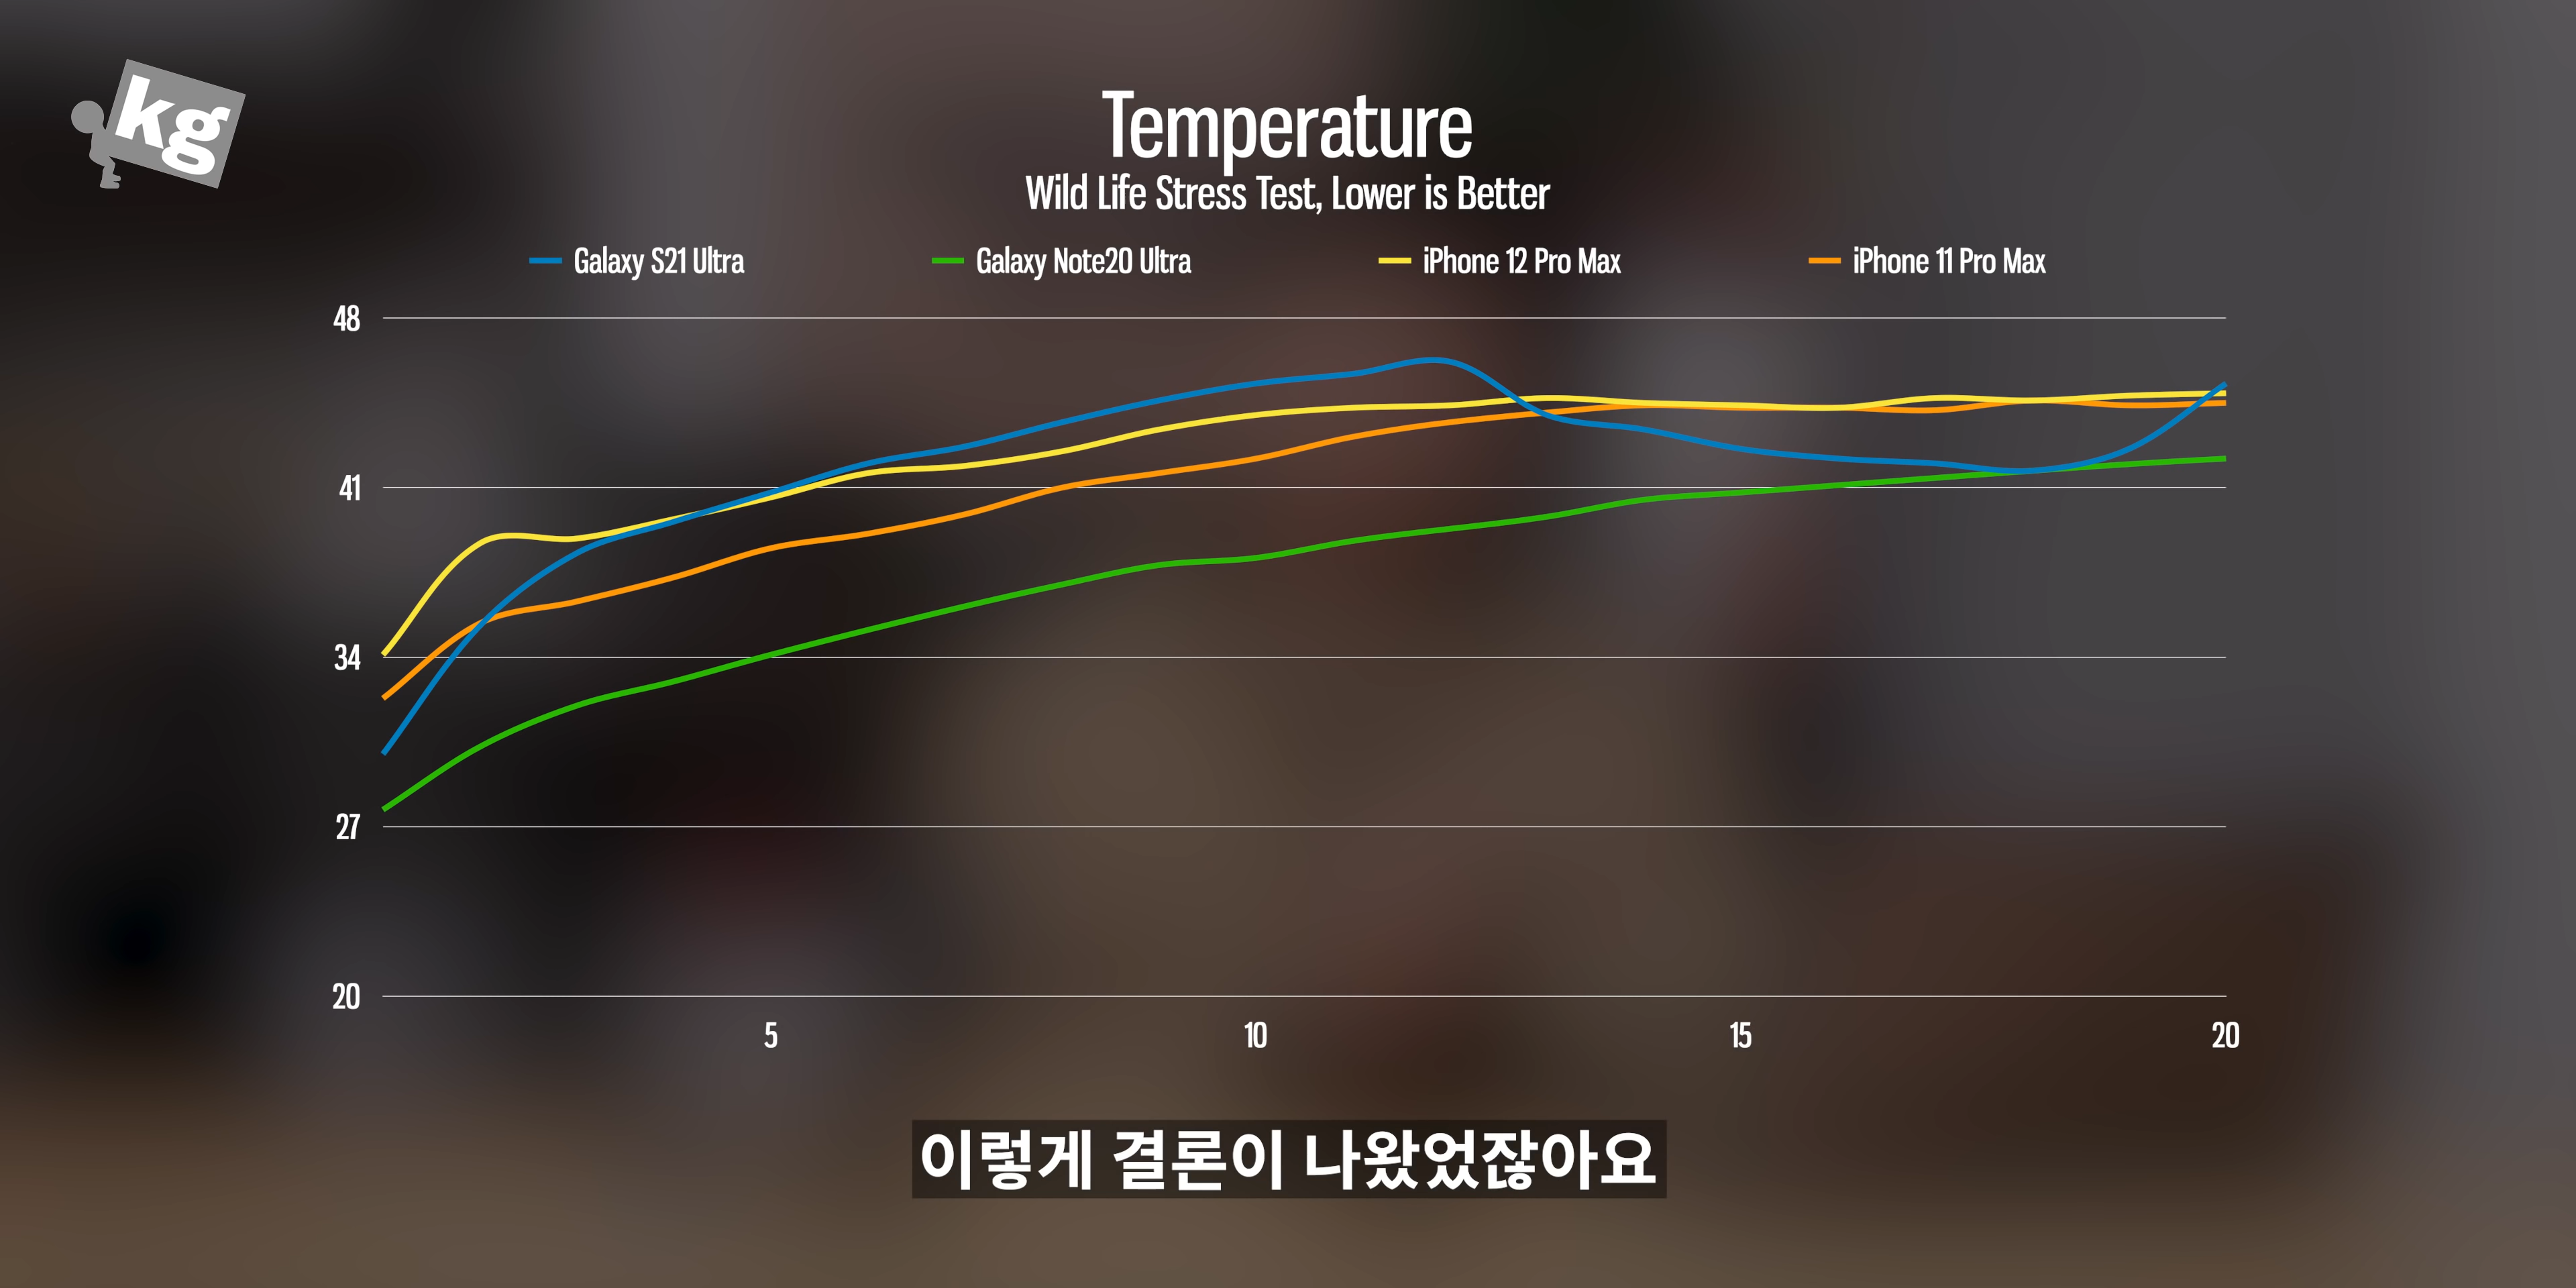 kg
Temperature
Wild Life Stress Test, Lower is Better
Galaxy S21 Ultra
Galaxy Note20 Ultra
iPhone 12 Pro Max
iPhone 11 Pro Max
48
41
34
27
20
5
10
15
20
이렇게 결론이 나왔었잖아요